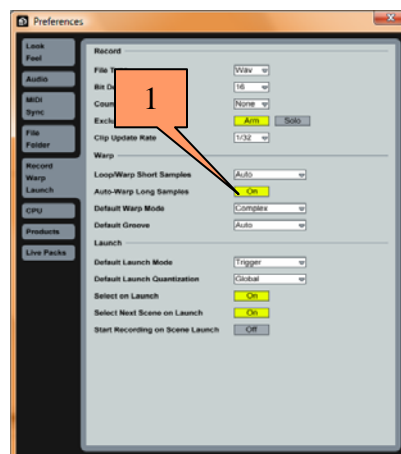 Preferences
Look
Feel
Audio
MIDI
Sync
File
Folder
Record
Warp
Launch
CPU
Products
Live Packs
Record
File Wav
Bit 16
None
Arm Solo
Clip Update Rate 1/32
Warp
Loop/Warp Short Samples Auto
Auto-Warp Long Samples On
Default Warp Mode Complex
Default Groove Auto
Launch
Default Launch Mode Trigger
Default Launch Quantization Global
Select on Launch On
Select Next Scene on Launch On
Start Recording on Scene Launch Off
1